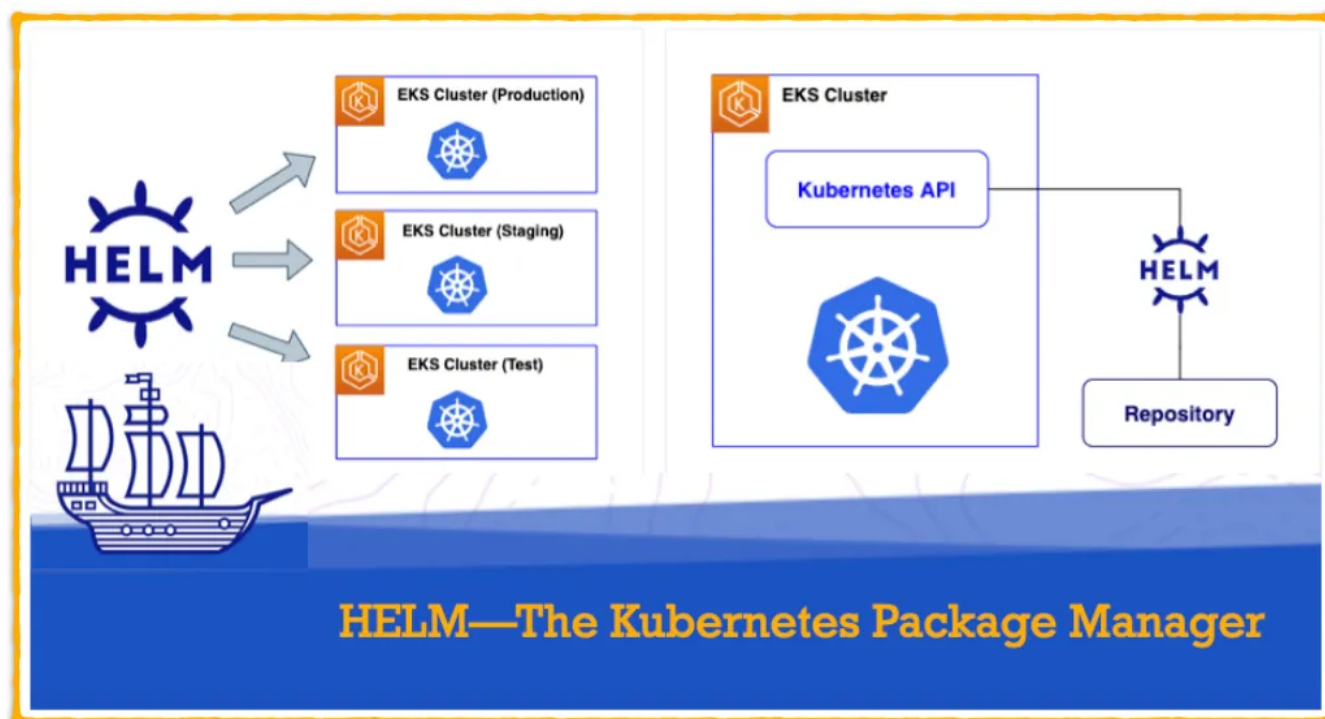 HELM
EKS Cluster (Production)
EKS Cluster (Staging)
EKS Cluster (Test)
EKS Cluster
Kubernetes API
HELM
Repository
HELM—The Kubernetes Package Manager